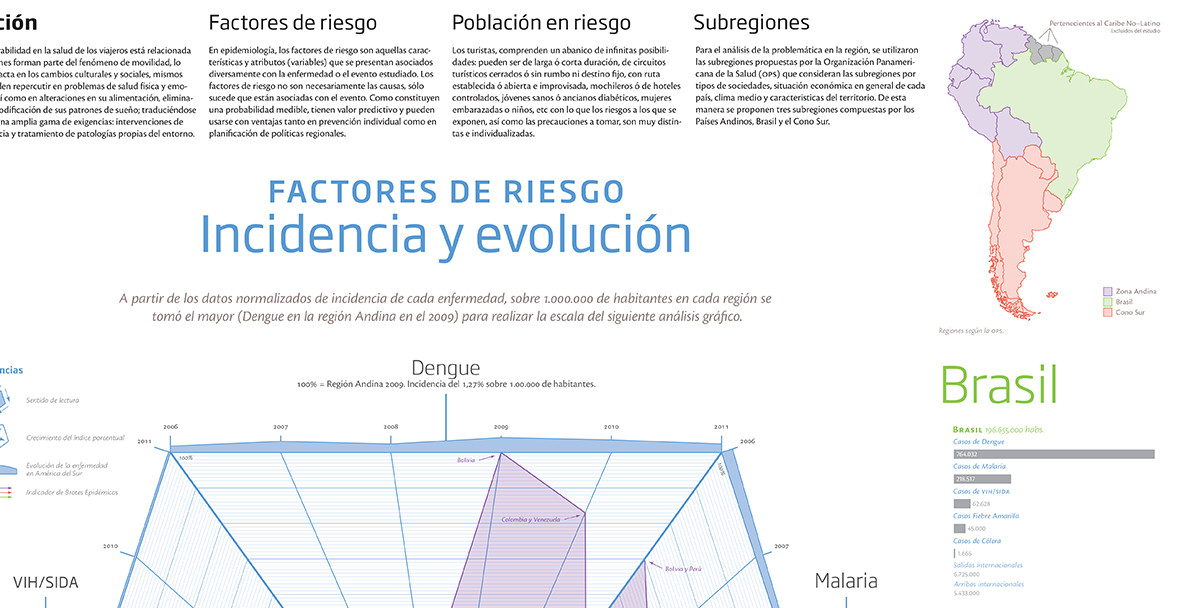 ción
abilidad en la salud de los viajeros está relacionada
nes forman parte del fenómeno de movilidad, lo
acta en los cambios culturales y sociales, mismos
den repercutir en problemas de salud física y emo-
í como en alteraciones en su alimentación, elimina-
odificación de sus patrones de sueño; traduciéndose
na amplia gama de exigencias: intervenciones de
cia y tratamiento de patologías propias del entorno.
Factores de riesgo
En epidemiología, los factores de riesgo son aquellas carac-
terísticas y atributos (variables) que se presentan asociados
diversamente con la enfermedad o el evento estudiado. Los
factores de riesgo no son necesariamente las causas, sólo
sucede que están asociadas con el evento. Como constituyen
una probabilidad medible, tienen valor predictivo y pueden
usarse con ventajas tanto en prevención individual como en
planificación de políticas regionales.
Población en riesgo
Los turistas, comprenden un abanico de infinitas posibili-
dades: pueden ser de larga ó corta duración, de circuitos
turísticos cerrados ó sin rumbo ni destino fijo, con ruta
establecida ó abierta e improvisada, mochileros ó de hoteles
controlados, jóvenes sanos ó ancianos diabéticos, mujeres
embarazadas o niños, etc con lo que los riesgos a los que se
exponen, así como las precauciones a tomar, son muy distin-
tas e individualizadas.
Subregiones
Para el análisis de la problemática en la región, se utilizaron
las subregiones propuestas por la Organización Panameri-
cana de la Salud (OPS) que consideran las subregiones por
tipos de sociedades, situación económica en general de cada
país, clima medio y características del territorio. De esta
manera se proponen tres subregiones compuestas por los
Países Andinos, Brasil y el Cono Sur.
Pertenecientes al Caribe No-Latino
Excluidos del estudio
Zona Andina
Brasil
Cono Sur
Regiones según la OPS.
FACTORES DE RIESGO
Incidencia y evolución
A partir de los datos normalizados de incidencia de cada enfermedad, sobre 1.000.000 de habitantes en cada región se
tomó el mayor (Dengue en la región Andina en el 2009) para realizar la escala del siguiente análisis gráfico.
ncias
Sentido de lectura
Crecimiento del índice porcentual
Evolución de la enfermedad
en América del Sur
Indicador de Brotes Epidémicos
Dengue
100% = Región Andina 2009. Incidencia del 1,27% sobre 1.00.000 de habitantes.
2006
2007
2008
2009
2010
2011
2011
2006
100%
100%
Bolivia
Colombia y Venezuela
Bolivia y Perú
2010
2007
VIH/SIDA
Malaria
Brasil
BRASIL 196.655.000 habs.
Casos de Dengue
764.032
Casos de Malaria
218.517
Casos de VIH/SIDA
62.628
Casos Fiebre Amarilla
45.000
Casos de Cólera
1.666
Salidas internacionales
5.725.000
Arribos internacionales
5.433.000